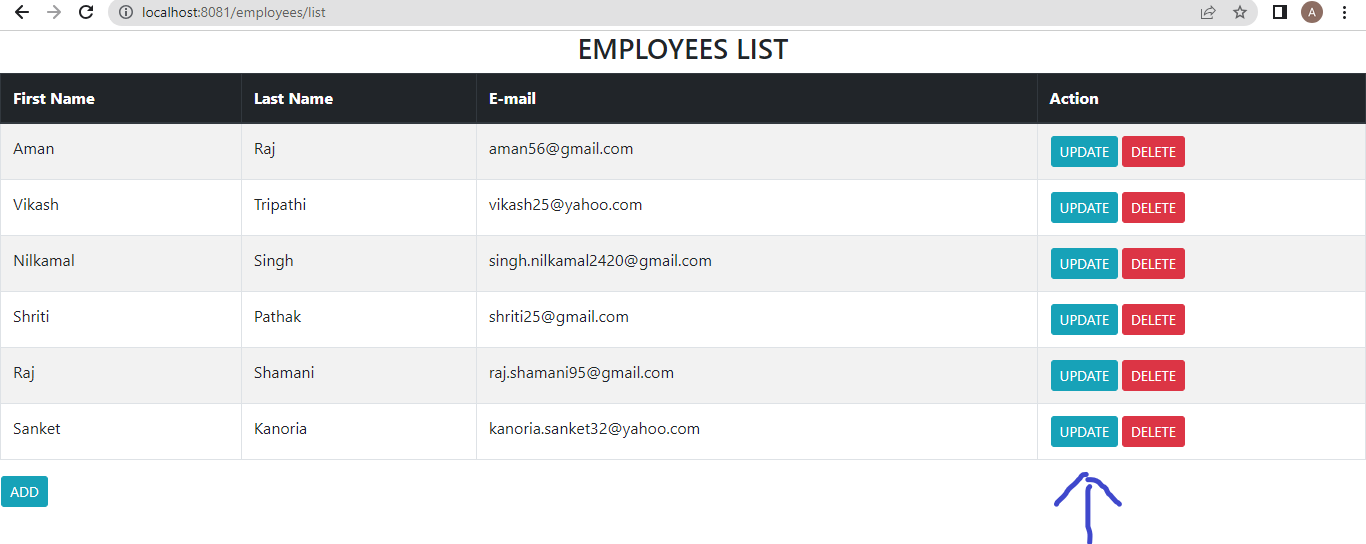 localhost:8081/employees/list
A
EMPLOYEES LIST
First Name Last Name E-mail Action
Aman Raj aman56@gmail.com UPDATE DELETE
Vikash Tripathi vikash25@yahoo.com UPDATE DELETE
Nilkamal Singh singh.nilkamal2420@gmail.com UPDATE DELETE
Shriti Pathak shriti25@gmail.com UPDATE DELETE
Raj Shamani raj.shamani95@gmail.com UPDATE DELETE
Sanket Kanoria kanoria.sanket32@yahoo.com UPDATE DELETE
ADD